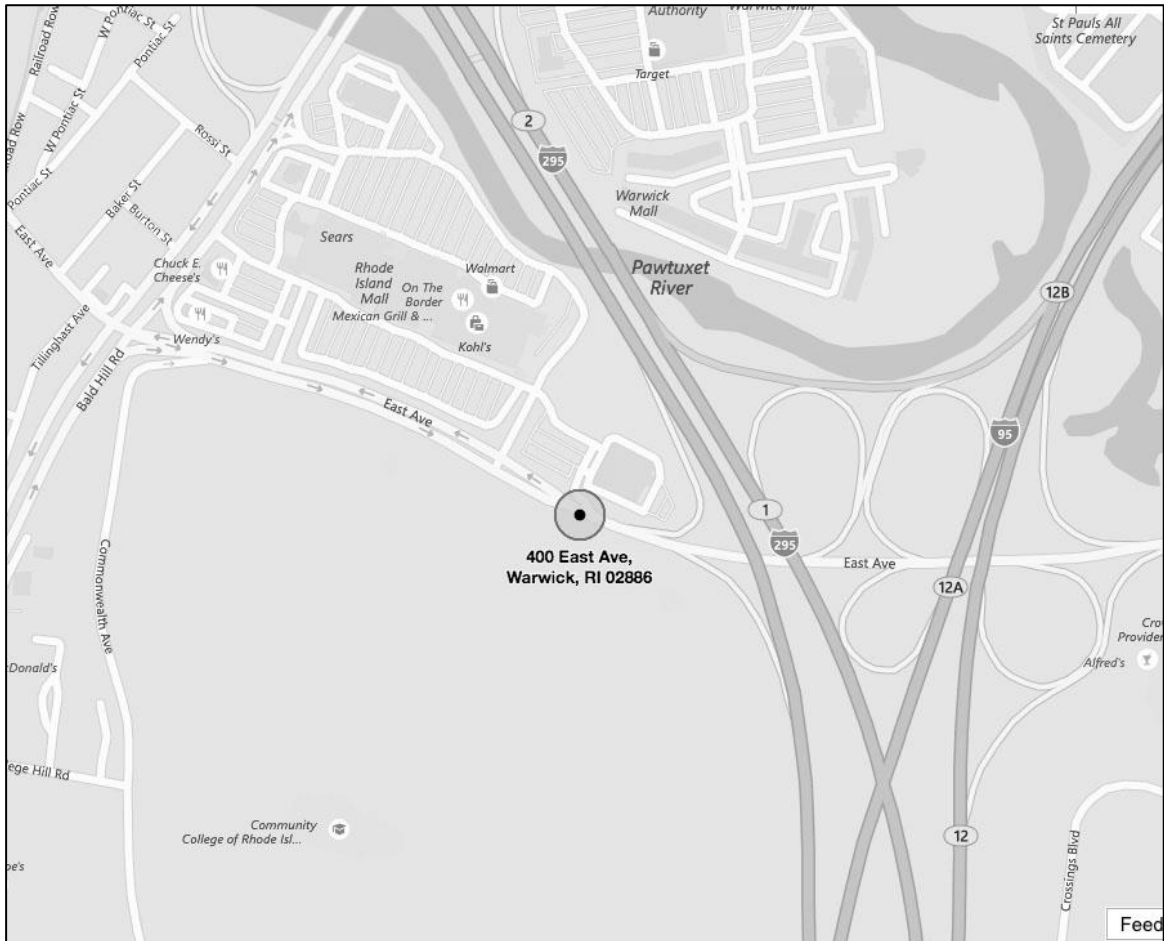 Authority
Warwick Mall
St Pauls All
Saints Cemetery
Target
W Pontiac St
Pontiac St
Railroad Row
W Pontiac St
Rossi St
Pontiac St
Baker St
Burton St
East Ave
2
295
Warwick
Mall
Sears
Chuck E.
Cheese's
Rhode
Island
Mall
Walmart
On The
Border
Mexican Grill & ...
Kohl's
Pawtuxet
River
12B
Tillinghast Ave
Wendy's
Bald Hill Rd
East Ave
95
1
295
400 East Ave,
Warwick, RI 02886
East Ave
12A
Commonwealth Ave
Alfred's
12
Community
College of Rhode Isl...
Crossings Blvd
Feed